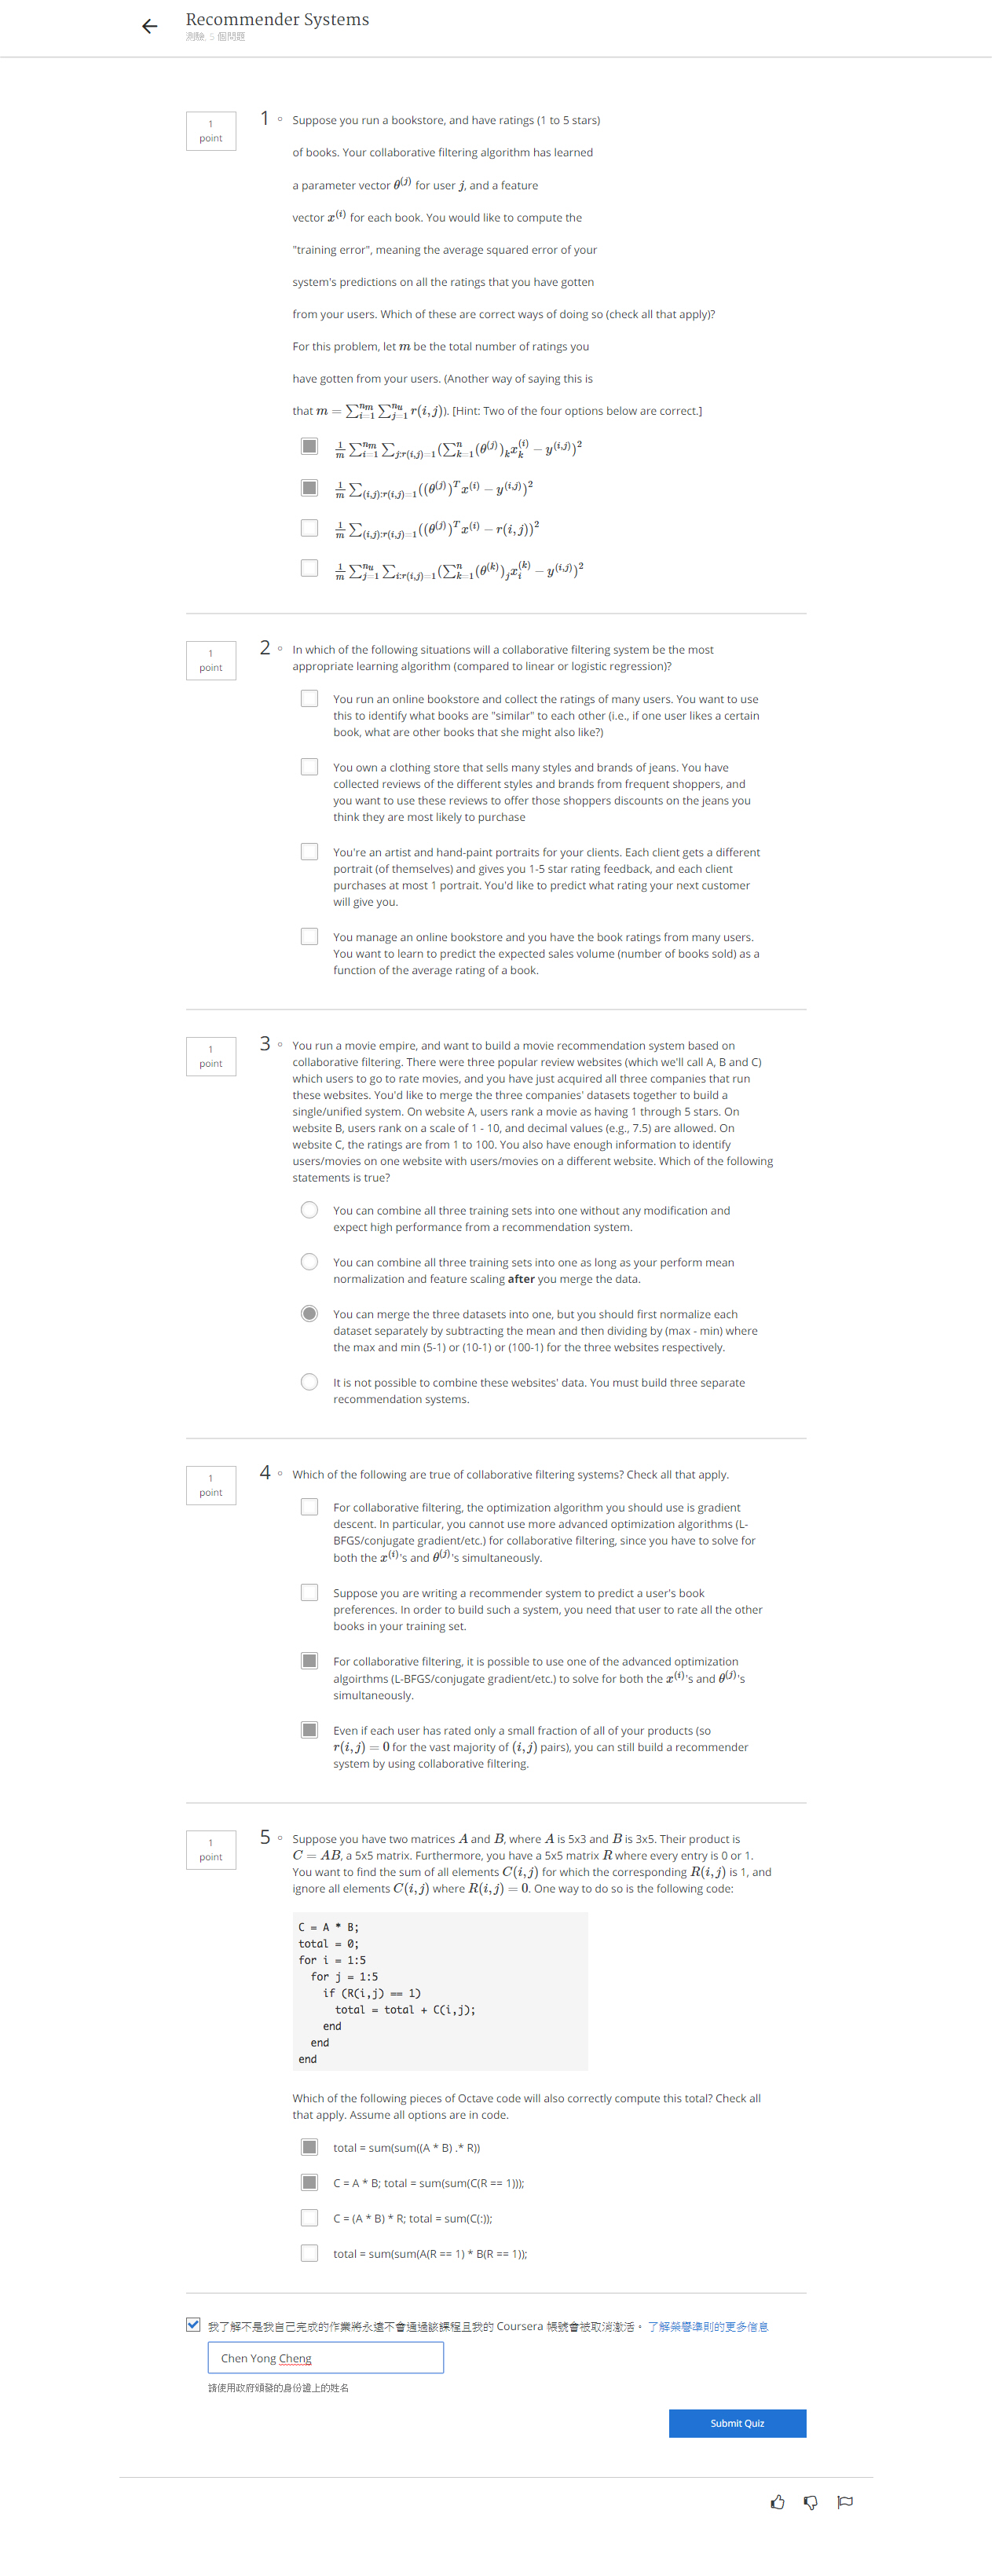 Recommender Systems
測驗, 5 個問題
1
point
1。
Suppose you run a bookstore, and have ratings (1 to 5 stars)
of books. Your collaborative filtering algorithm has learned
a parameter vector θ^(j) for user j, and a feature
vector x^(i) for each book. You would like to compute the
"training error", meaning the average squared error of your
system's predictions on all the ratings that you have gotten
from your users. Which of these are correct ways of doing so (check all that apply)?
For this problem, let m be the total number of ratings you
have gotten from your users. (Another way of saying this is
that m = ∑_{i=1}^{n_m} ∑_{j=1}^{n_u} r(i, j)). [Hint: Two of the four options below are correct.]
1/m ∑_{i=1}^{n_m} ∑_{j:r(i,j)=1} (∑_{k=1}^{n} (θ^(j))_k x_k^(i) − y^(i,j))^2
1/m ∑_{(i,j):r(i,j)=1} ((θ^(j))^T x^(i) − y^(i,j))^2
1/m ∑_{(i,j):r(i,j)=1} ((θ^(j))^T x^(i) − r(i, j))^2
1/m ∑_{j=1}^{n_u} ∑_{i:r(i,j)=1} (∑_{k=1}^{n} (θ^(k))_j x_i^(k) − y^(i,j))^2
1
point
2。
In which of the following situations will a collaborative filtering system be the most
appropriate learning algorithm (compared to linear or logistic regression)?
You run an online bookstore and collect the ratings of many users. You want to use
this to identify what books are "similar" to each other (i.e., if one user likes a certain
book, what are other books that she might also like?)
You own a clothing store that sells many styles and brands of jeans. You have
collected reviews of the different styles and brands from frequent shoppers, and
you want to use these reviews to offer those shoppers discounts on the jeans you
think they are most likely to purchase
You're an artist and hand-paint portraits for your clients. Each client gets a different
portrait (of themselves) and gives you 1-5 star rating feedback, and each client
purchases at most 1 portrait. You'd like to predict what rating your next customer
will give you.
You manage an online bookstore and you have the book ratings from many users.
You want to learn to predict the expected sales volume (number of books sold) as a
function of the average rating of a book.
1
point
3。
You run a movie empire, and want to build a movie recommendation system based on
collaborative filtering. There were three popular review websites (which we'll call A, B and C)
which users to go to rate movies, and you have just acquired all three companies that run
these websites. You'd like to merge the three companies' datasets together to build a
single/unified system. On website A, users rank a movie as having 1 through 5 stars. On
website B, users rank on a scale of 1 - 10, and decimal values (e.g., 7.5) are allowed. On
website C, the ratings are from 1 to 100. You also have enough information to identify
users/movies on one website with users/movies on a different website. Which of the following
statements is true?
You can combine all three training sets into one without any modification and
expect high performance from a recommendation system.
You can combine all three training sets into one as long as your perform mean
normalization and feature scaling after you merge the data.
You can merge the three datasets into one, but you should first normalize each
dataset separately by subtracting the mean and then dividing by (max - min) where
the max and min (5-1) or (10-1) or (100-1) for the three websites respectively.
It is not possible to combine these websites' data. You must build three separate
recommendation systems.
1
point
4。
Which of the following are true of collaborative filtering systems? Check all that apply.
For collaborative filtering, the optimization algorithm you should use is gradient
descent. In particular, you cannot use more advanced optimization algorithms (L-
BFGS/conjugate gradient/etc.) for collaborative filtering, since you have to solve for
both the x^(i)'s and θ^(j)'s simultaneously.
Suppose you are writing a recommender system to predict a user's book
preferences. In order to build such a system, you need that user to rate all the other
books in your training set.
For collaborative filtering, it is possible to use one of the advanced optimization
algoirthms (L-BFGS/conjugate gradient/etc.) to solve for both the x^(i)'s and θ^(j)'s
simultaneously.
Even if each user has rated only a small fraction of all of your products (so
r(i, j) = 0 for the vast majority of (i, j) pairs), you can still build a recommender
system by using collaborative filtering.
1
point
5。
Suppose you have two matrices A and B, where A is 5x3 and B is 3x5. Their product is
C = AB, a 5x5 matrix. Furthermore, you have a 5x5 matrix R where every entry is 0 or 1.
You want to find the sum of all elements C(i, j) for which the corresponding R(i, j) is 1, and
ignore all elements C(i, j) where R(i, j) = 0. One way to do so is the following code:
C = A * B;
total = 0;
for i = 1:5
for j = 1:5
if (R(i,j) == 1)
total = total + C(i,j);
end
end
end
Which of the following pieces of Octave code will also correctly compute this total? Check all
that apply. Assume all options are in code.
total = sum(sum((A * B) .* R))
C = A * B; total = sum(sum(C(R == 1)));
C = (A * B) * R; total = sum(C(:));
total = sum(sum(A(R == 1) * B(R == 1));
我了解不是我自己完成的作業將永遠不會通過該課程且我的 Coursera 帳號會被取消激活。 了解榮譽準則的更多信息
Chen Yong Cheng
請使用政府頒發的身份證上的姓名
Submit Quiz